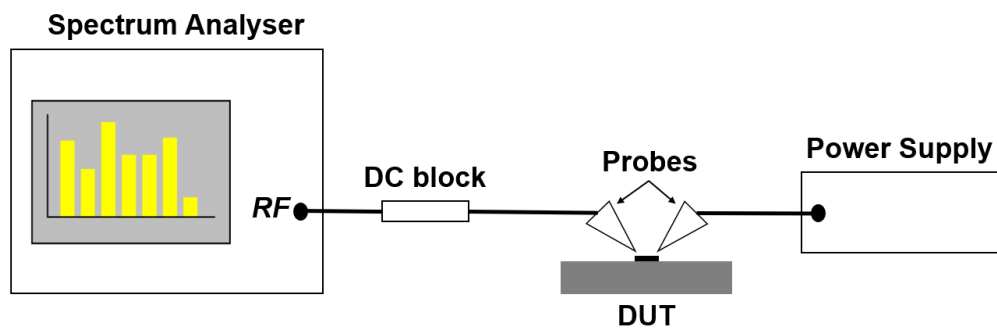 Spectrum Analyser
RF
DC block
Probes
Power Supply
DUT